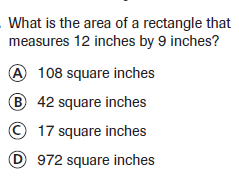 What is the area of a rectangle that
measures 12 inches by 9 inches?
A 108 square inches
B 42 square inches
C 17 square inches
D 972 square inches